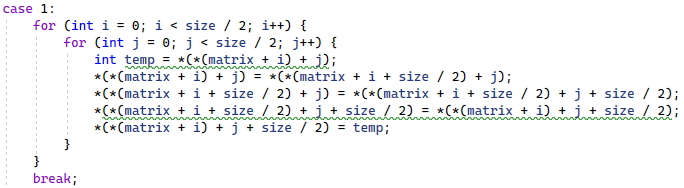 case 1:
for (int i = 0; i < size / 2; i++) {
for (int j = 0; j < size / 2; j++) {
int temp = *(*(matrix + i) + j);
*(*(matrix + i) + j) = *(*(matrix + i + size / 2) + j);
*(*(matrix + i + size / 2) + j) = *(*(matrix + i + size / 2) + j + size / 2);
*(*(matrix + i + size / 2) + j + size / 2) = *(*(matrix + i) + j + size / 2);
*(*(matrix + i) + j + size / 2) = temp;
}
}
break;